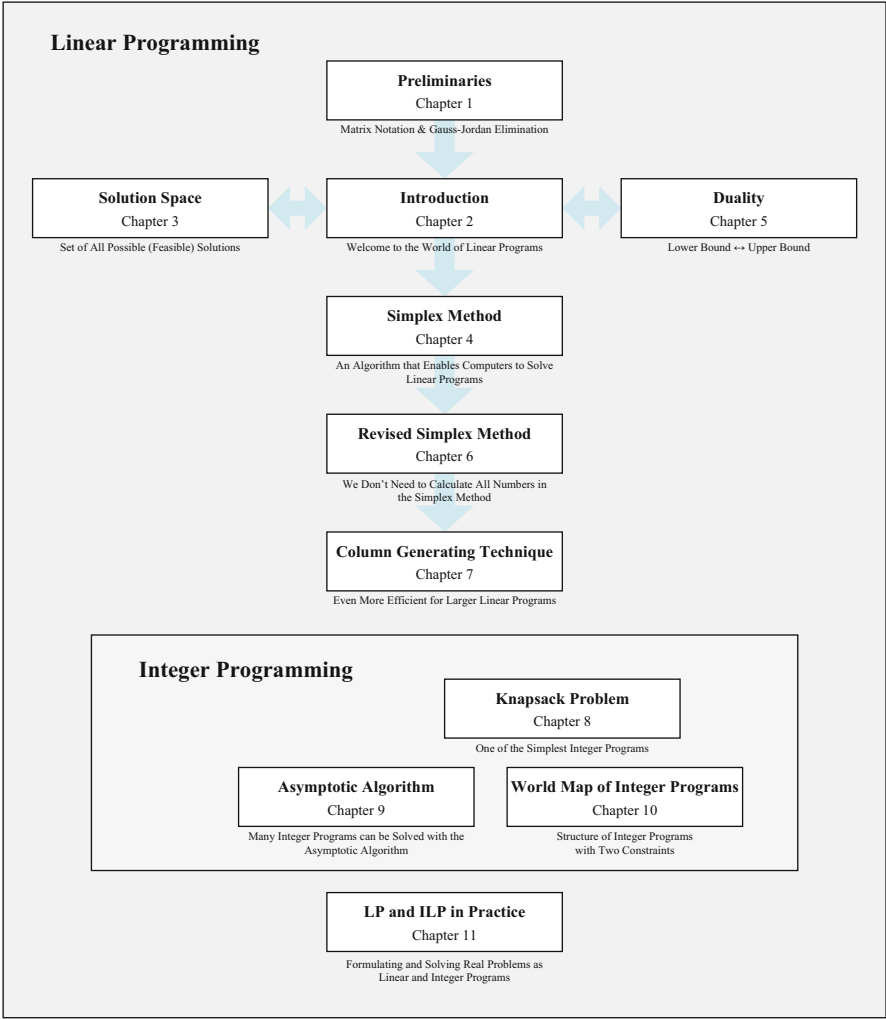 Linear Programming
Preliminaries
Chapter 1
Matrix Notation & Gauss-Jordan Elimination
Solution Space
Chapter 3
Set of All Possible (Feasible) Solutions
Introduction
Chapter 2
Welcome to the World of Linear Programs
Duality
Chapter 5
Lower Bound ↔ Upper Bound
Simplex Method
Chapter 4
An Algorithm that Enables Computers to Solve
Linear Programs
Revised Simplex Method
Chapter 6
We Don’t Need to Calculate All Numbers in
the Simplex Method
Column Generating Technique
Chapter 7
Even More Efficient for Larger Linear Programs
Integer Programming
Knapsack Problem
Chapter 8
One of the Simplest Integer Programs
Asymptotic Algorithm
Chapter 9
Many Integer Programs can be Solved with the
Asymptotic Algorithm
World Map of Integer Programs
Chapter 10
Structure of Integer Programs
with Two Constraints
LP and ILP in Practice
Chapter 11
Formulating and Solving Real Problems as
Linear and Integer Programs